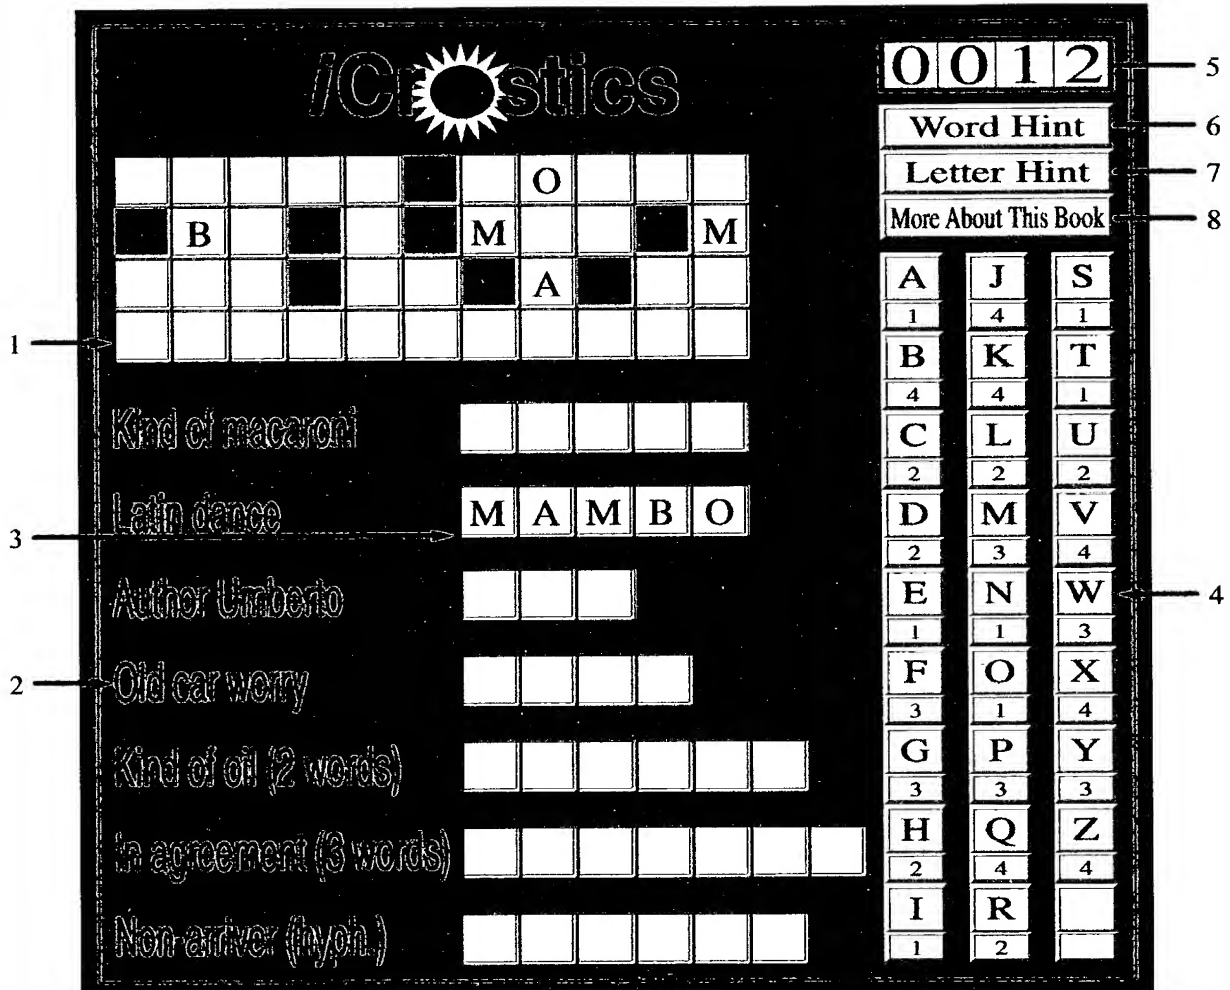 iCrostics
0012 5
Word Hint 6
Letter Hint 7
More About This Book 8
O
B M M
A
1
Kind of macaroni
Latin dance MAMBO
3
Author Umberto
2 Old car worry
Kind of oil (2 words)
In agreement (3 words)
Non-arriver (hyph.)
A J S
1 4 1
B K T
4 4 1
C L U
2 2 2
D M V
2 3 4
E N W 4
1 1 3
F O X
3 1 4
G P Y
3 3 3
H Q Z
2 4 4
I R
1 2